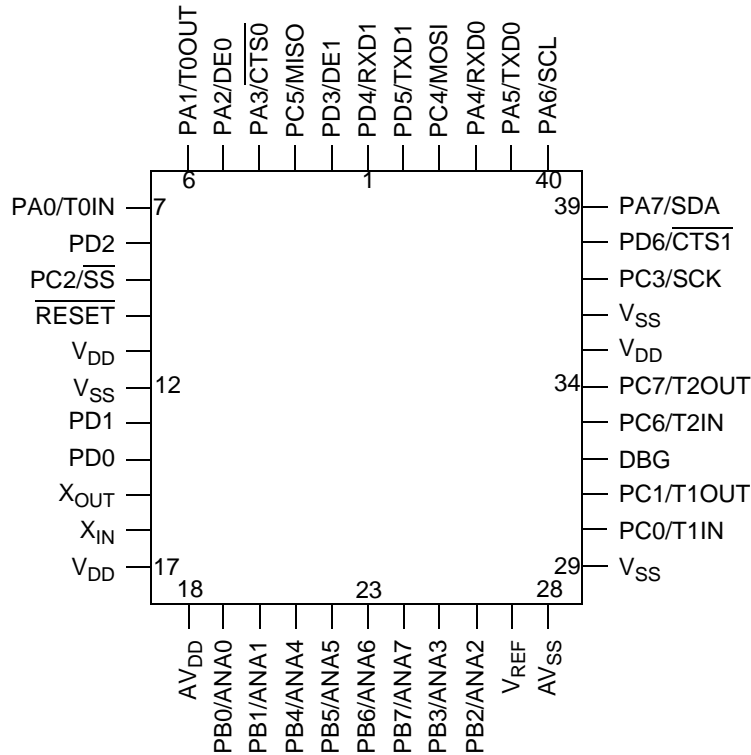 PA1/T0OUT
PA2/DE0
PA3/C̅T̅S̅0̅
PC5/MISO
PD3/DE1
PD4/RXD1
PD5/TXD1
PC4/MOSI
PA4/RXD0
PA5/TXD0
PA6/SCL
6
1
40
PA0/T0IN
7
39
PA7/SDA
PD2
PD6/C̅T̅S̅1̅
PC2/S̅S̅
PC3/SCK
R̅E̅S̅E̅T̅
VSS
VDD
VDD
VSS
12
34
PC7/T2OUT
PD1
PC6/T2IN
PD0
DBG
XOUT
PC1/T1OUT
XIN
PC0/T1IN
VDD
17
29
VSS
18
23
28
AVDD
PB0/ANA0
PB1/ANA1
PB4/ANA4
PB5/ANA5
PB6/ANA6
PB7/ANA7
PB3/ANA3
PB2/ANA2
VREF
AVSS